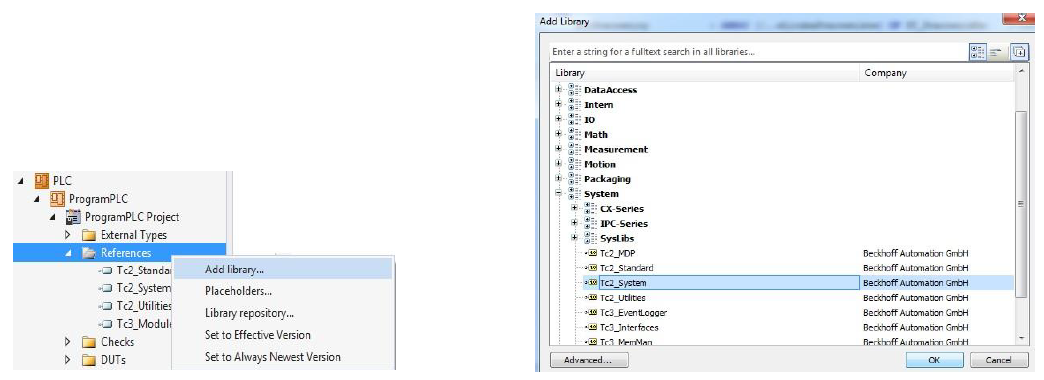 PLC
ProgramPLC
ProgramPLC Project
External Types
References
Tc2_Standa
Tc2_System
Tc2_Utilities
Tc3_Modul
Checks
DUTs
Add library...
Placeholders...
Library repository...
Set to Effective Version
Set to Always Newest Version
Add Library
Enter a string for a fulltext search in all libraries...
Library Company
DataAccess
Intern
IO
Math
Measurement
Motion
Packaging
System
CX-Series
IPC-Series
SysLibs
Tc2_MDP Beckhoff Automation GmbH
Tc2_Standard Beckhoff Automation GmbH
Tc2_System Beckhoff Automation GmbH
Tc2_Utilities Beckhoff Automation GmbH
Tc3_EventLogger Beckhoff Automation GmbH
Tc3_Interfaces Beckhoff Automation GmbH
Tc3_MemMan Beckhoff Automation GmbH
Advanced... OK Cancel